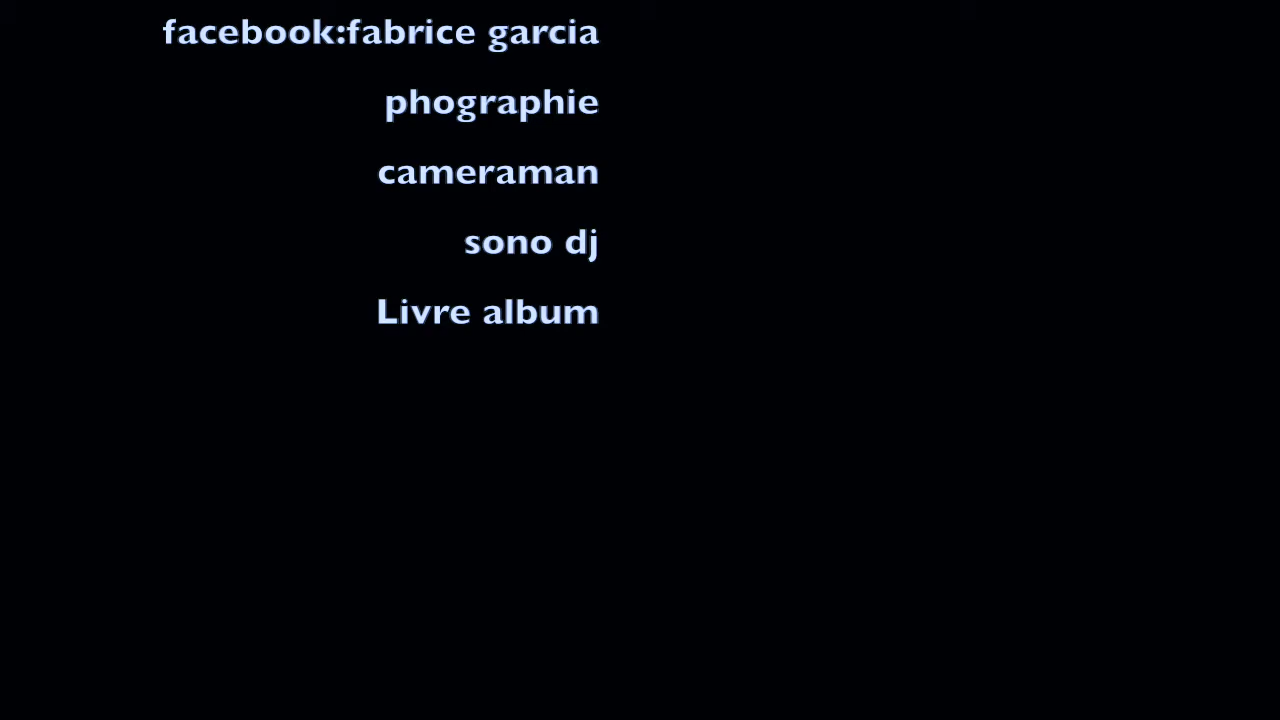 facebook:fabrice garcia
phographie
cameraman
sono dj
Livre album